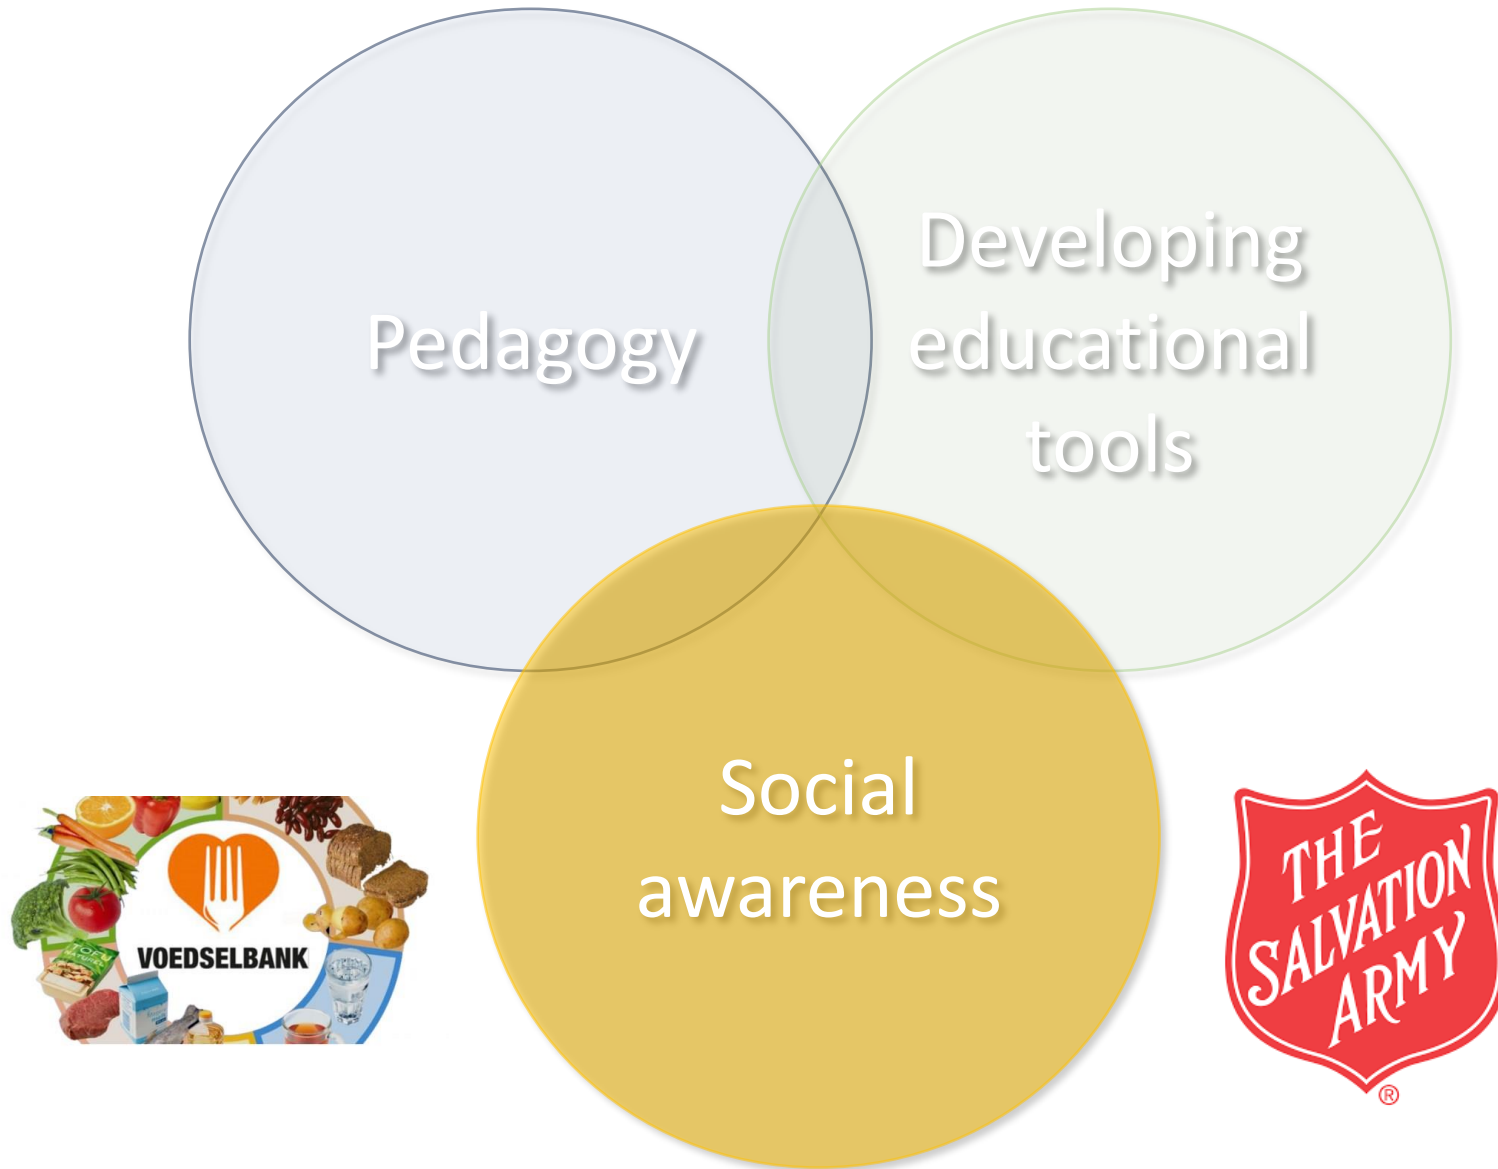 Pedagogy
Developing
educational
tools
Social
awareness
VOEDSELBANK
THE
SALVATION
ARMY
®